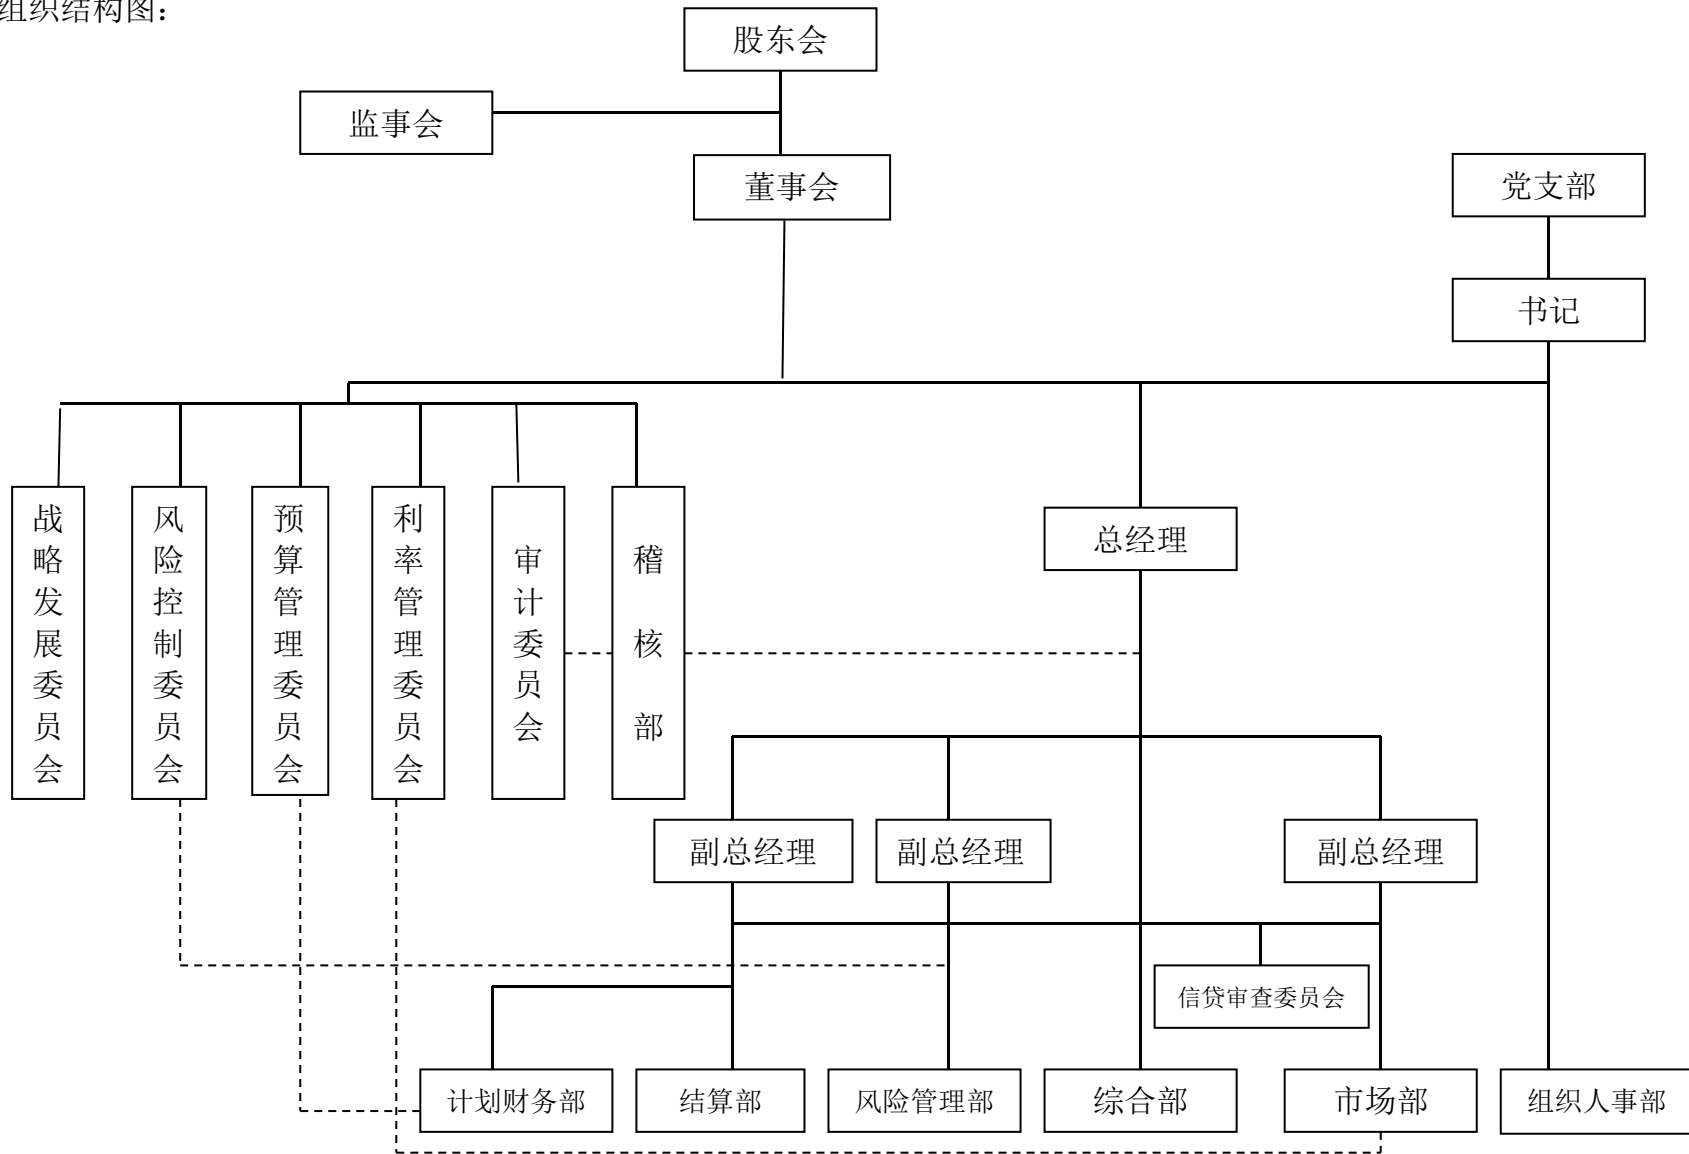 组织结构图：
股东会
监事会
董事会
党支部
书记
战略发展委员会
风险控制委员会
预算管理委员会
利率管理委员会
审计委员会
稽核部
总经理
副总经理
副总经理
副总经理
信贷审查委员会
计划财务部
结算部
风险管理部
综合部
市场部
组织人事部